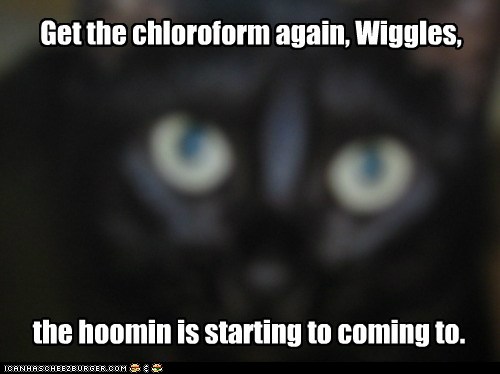 Get the chloroform again, Wiggles,
the hoomin is starting to coming to.
ICANHASCHEEZBURGER.COM